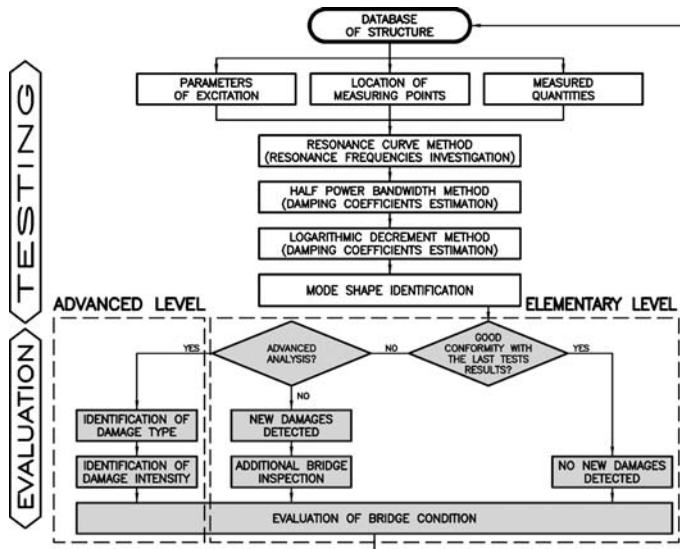 DATABASE
OF STRUCTURE
PARAMETERS
OF EXCITATION
LOCATION OF
MEASURING POINTS
MEASURED
QUANTITIES
RESONANCE CURVE METHOD
(RESONANCE FREQUENCIES INVESTIGATION)
HALF POWER BANDWIDTH METHOD
(DAMPING COEFFICIENTS ESTIMATION)
LOGARITHMIC DECREMENT METHOD
(DAMPING COEFFICIENTS ESTIMATION)
MODE SHAPE IDENTIFICATION
TESTING
ADVANCED LEVEL
ELEMENTARY LEVEL
YES
ADVANCED
ANALYSIS?
NO
GOOD
CONFORMITY WITH
THE LAST TESTS
RESULTS?
YES
NO
IDENTIFICATION OF
DAMAGE TYPE
NEW DAMAGES
DETECTED
IDENTIFICATION OF
DAMAGE INTENSITY
ADDITIONAL BRIDGE
INSPECTION
NO NEW DAMAGES
DETECTED
EVALUATION OF BRIDGE CONDITION
EVALUATION